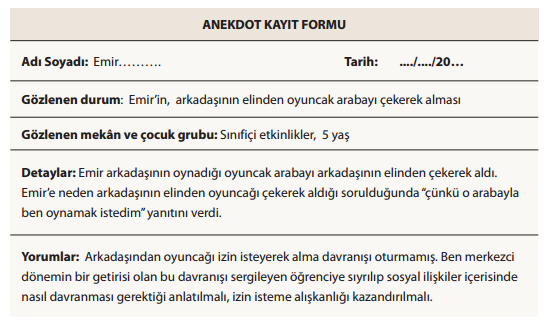 ANEKDOT KAYIT FORMU
Adı Soyadı: Emir………. Tarih: ..../..../20…
Gözlenen durum: Emir’in, arkadaşının elinden oyuncak arabayı çekerek alması
Gözlenen mekân ve çocuk grubu: Sınıfiçi etkinlikler, 5 yaş
Detaylar: Emir arkadaşının oynadığı oyuncak arabayı arkadaşının elinden çekerek aldı.
Emir’e neden arkadaşının elinden oyuncağı çekerek aldığı sorulduğunda “çünkü o arabayla
ben oynamak istedim” yanıtını verdi.
Yorumlar: Arkadaşından oyuncağı izin isteyerek alma davranışı oturmamış. Ben merkezci
dönemin bir getirisi olan bu davranışı sergileyen öğrenciye sıyrılıp sosyal ilişkiler içerisinde
nasıl davranması gerektiği anlatılmalı, izin isteme alışkanlığı kazandırılmalı.